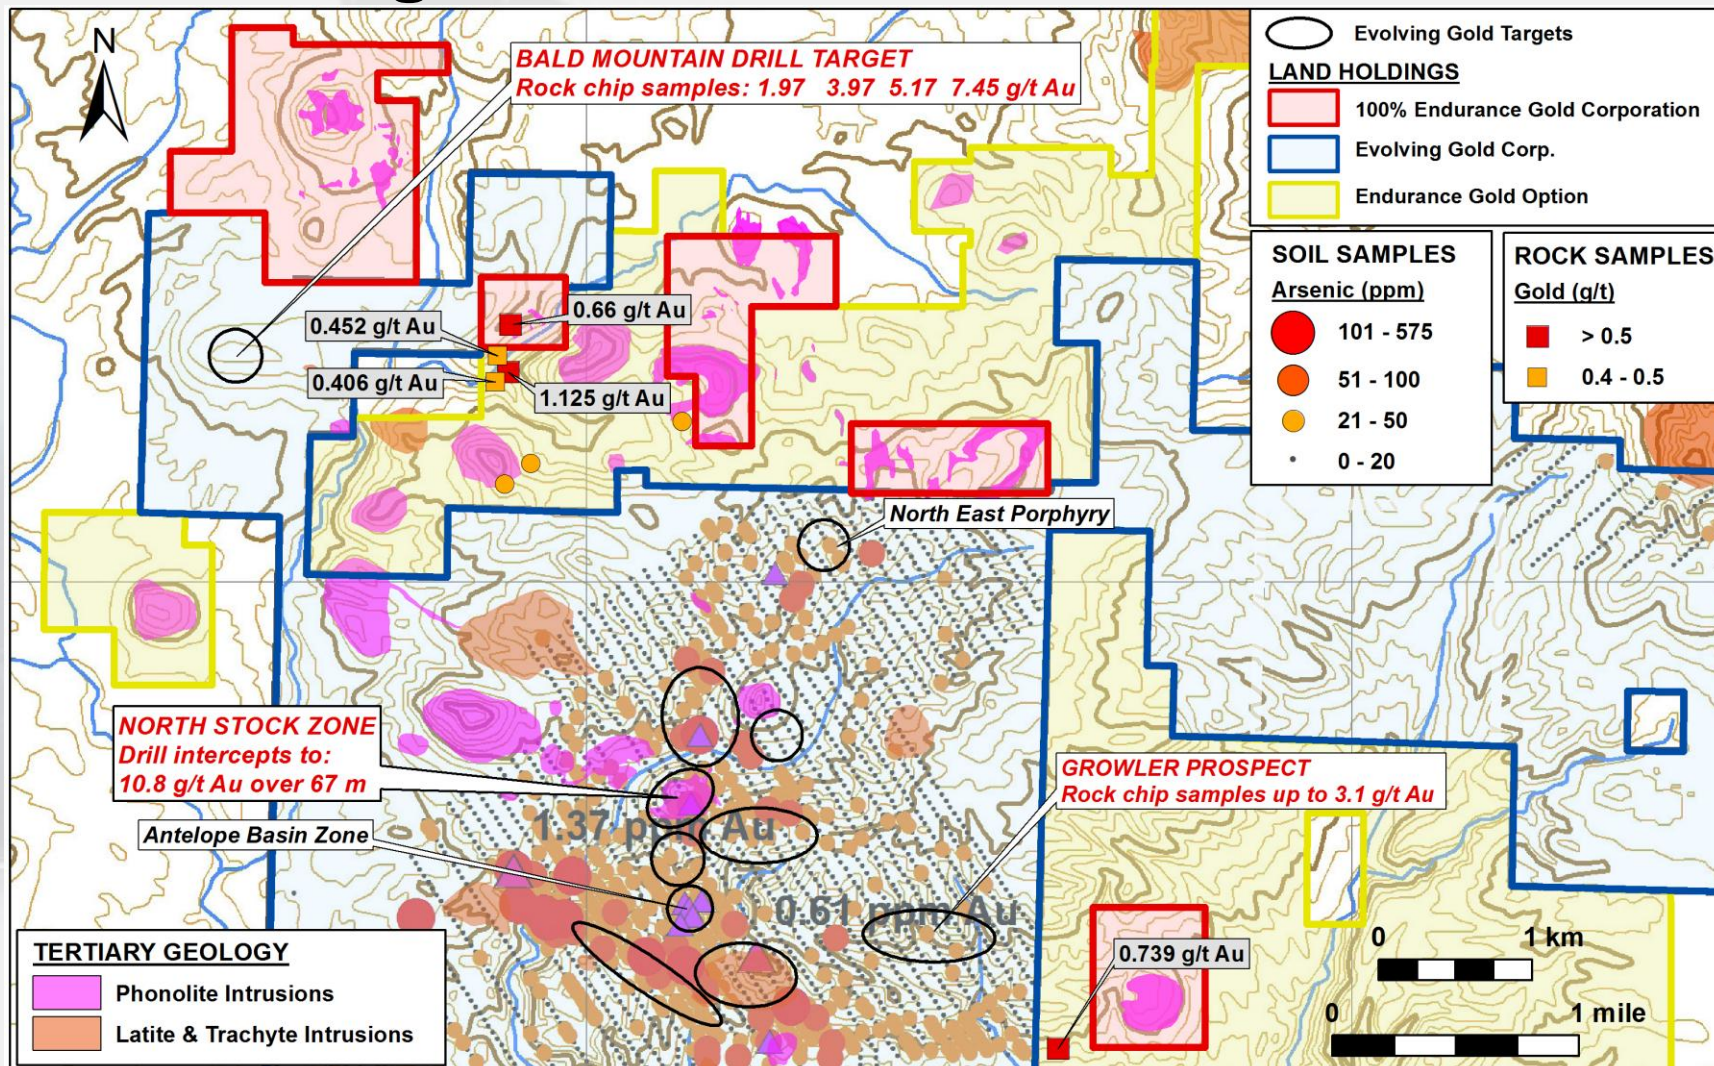 N
BALD MOUNTAIN DRILL TARGET
Rock chip samples: 1.97 3.97 5.17 7.45 g/t Au
Evolving Gold Targets
LAND HOLDINGS
100% Endurance Gold Corporation
Evolving Gold Corp.
Endurance Gold Option
SOIL SAMPLES
Arsenic (ppm)
101 - 575
51 - 100
21 - 50
0 - 20
ROCK SAMPLES
Gold (g/t)
> 0.5
0.4 - 0.5
0.66 g/t Au
0.452 g/t Au
0.406 g/t Au
1.125 g/t Au
North East Porphyry
NORTH STOCK ZONE
Drill intercepts to:
10.8 g/t Au over 67 m
GROWLER PROSPECT
Rock chip samples up to 3.1 g/t Au
1.37 ppm Au
Antelope Basin Zone
0.61 ppm Au
0.739 g/t Au
TERTIARY GEOLOGY
Phonolite Intrusions
Latite & Trachyte Intrusions
0 1 km
0 1 mile